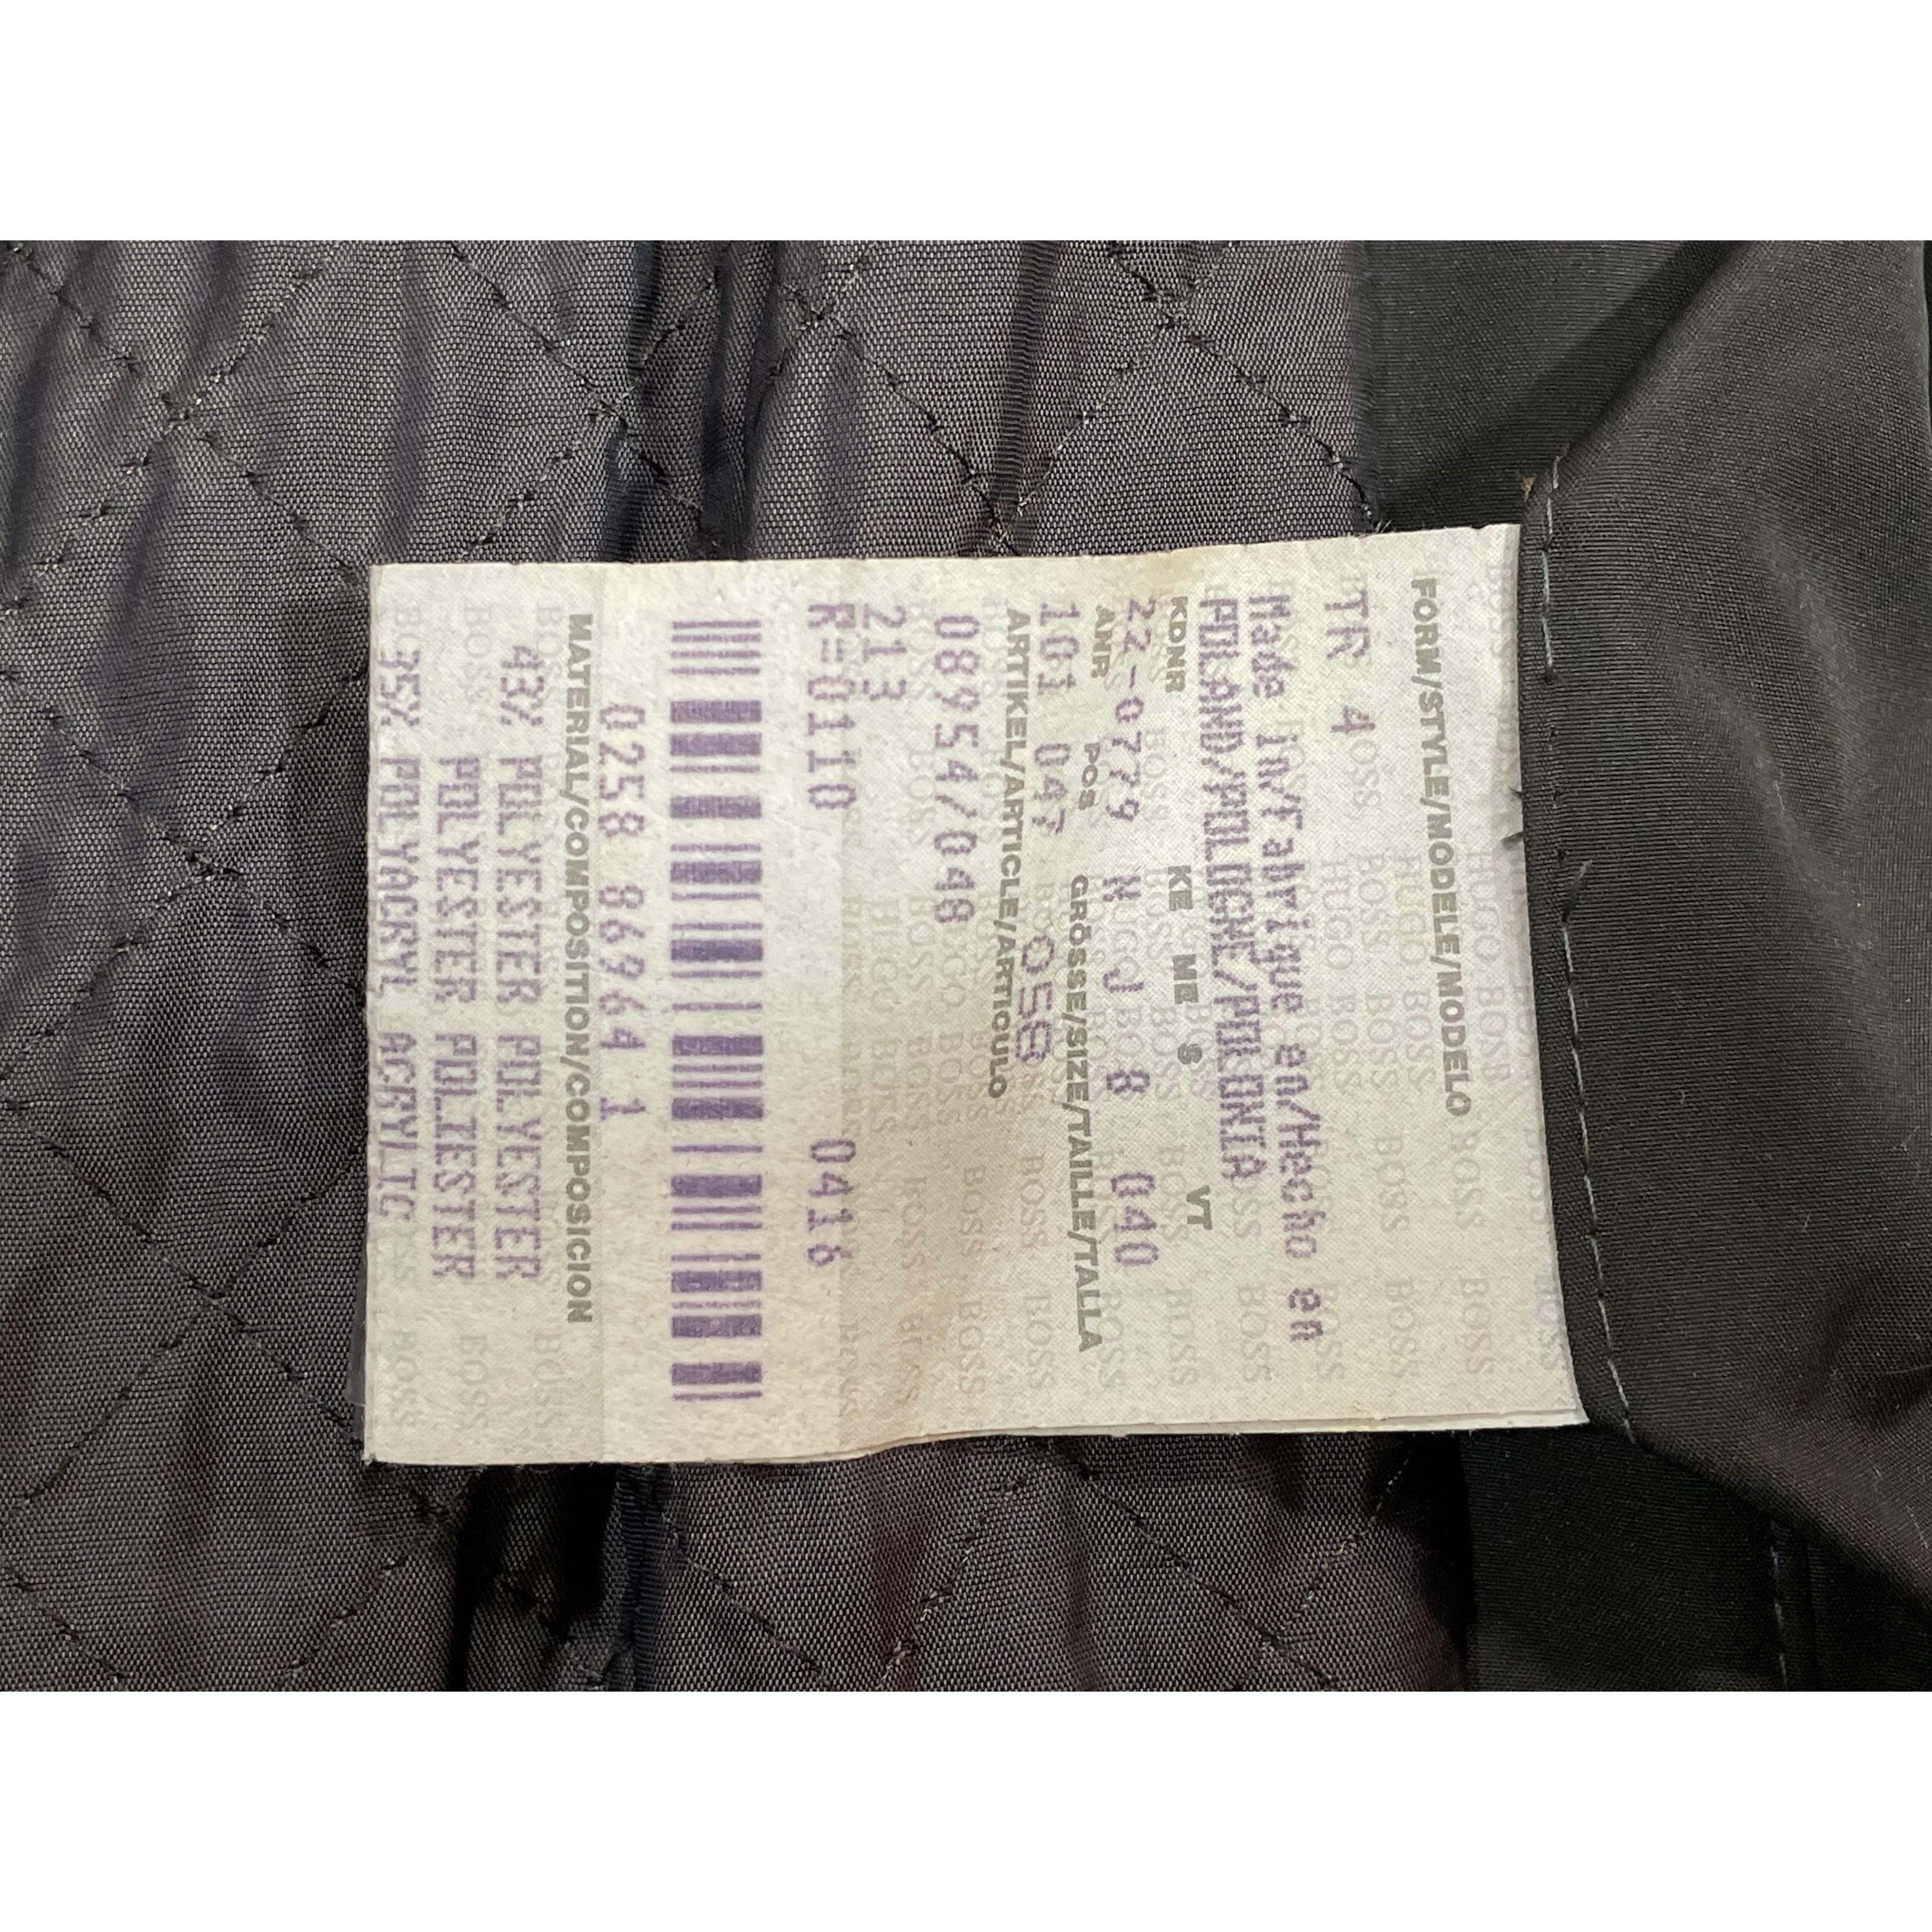 FORM/STYLE/MODELE/MODELO
TR 4
Made in/Fabrique en/Hecho en
POLAND/POLOGNE/POLONIA
KDNR KE ME S VT
22-0779 N J 8 040
ANR POS GRÖSSE/SIZE/TAILLE/TALLA
101 047 058
ARTIKEL/ARTICLE/ARTICULO
08954/048
213
R=0110 0416
0258 86964 1
MATERIAL/COMPOSITION/COMPOSICION
43% POLYESTER POLYESTER
POLYESTER POLIESTER
35% POLYACRYL ACRYLIC